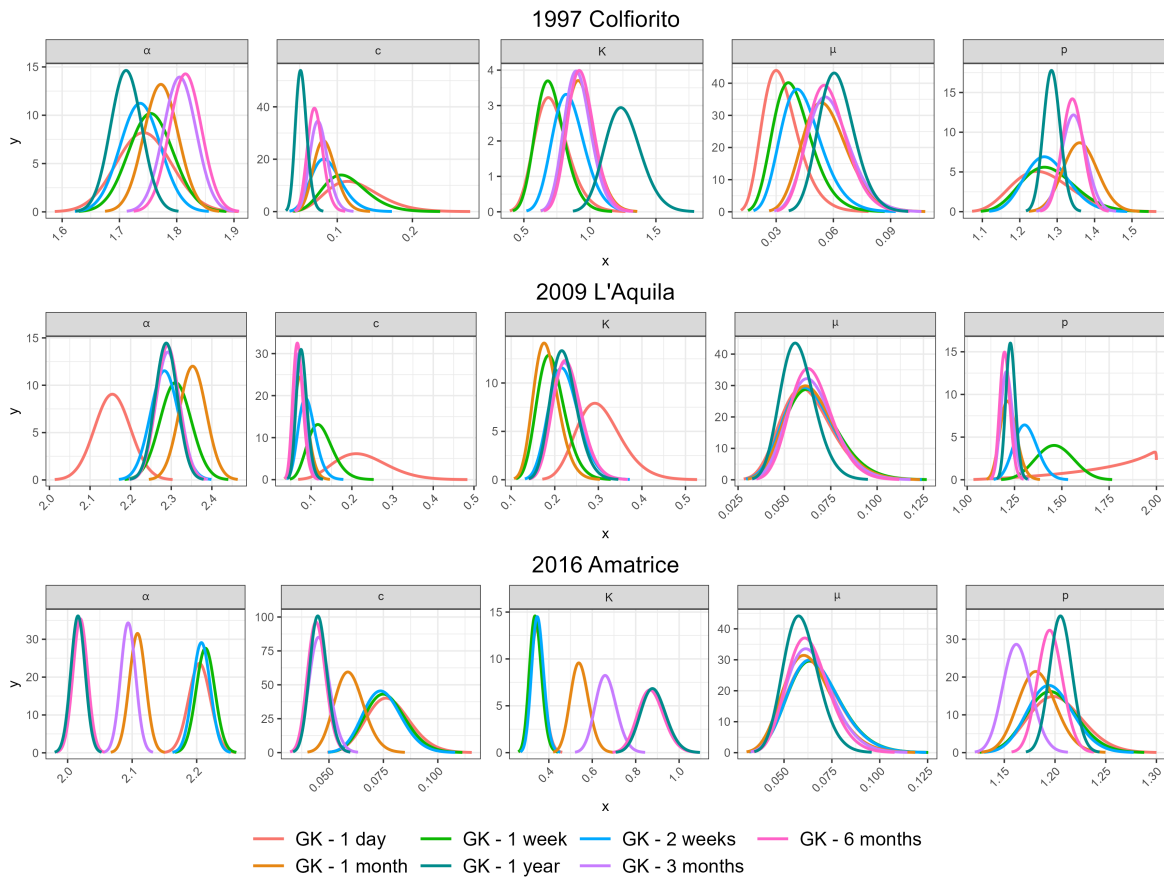 1997 Colfiorito
α c K μ p
y
15
10
5
0
1.6 1.7 1.8 1.9
40
20
0
0.1 0.2
4
3
2
1
0
0.5 1.0 1.5
40
30
20
10
0
0.03 0.06 0.09
15
10
5
0
1.1 1.2 1.3 1.4 1.5
x
2009 L'Aquila
α c K μ p
y
15
10
5
0
2.0 2.1 2.2 2.3 2.4
30
20
10
0
0.1 0.2 0.3 0.4 0.5
10
5
0
0.1 0.2 0.3 0.4 0.5
40
30
20
10
0
0.025 0.050 0.075 0.100 0.125
15
10
5
0
1.00 1.25 1.50 1.75 2.00
x
2016 Amatrice
α c K μ p
y
30
20
10
0
2.0 2.1 2.2
100
75
50
25
0
0.050 0.075 0.100
15
10
5
0
0.4 0.6 0.8 1.0
40
30
20
10
0
0.050 0.075 0.100 0.125
30
20
10
0
1.15 1.20 1.25 1.30
x
GK - 1 day GK - 1 week GK - 2 weeks GK - 6 months
GK - 1 month GK - 1 year GK - 3 months